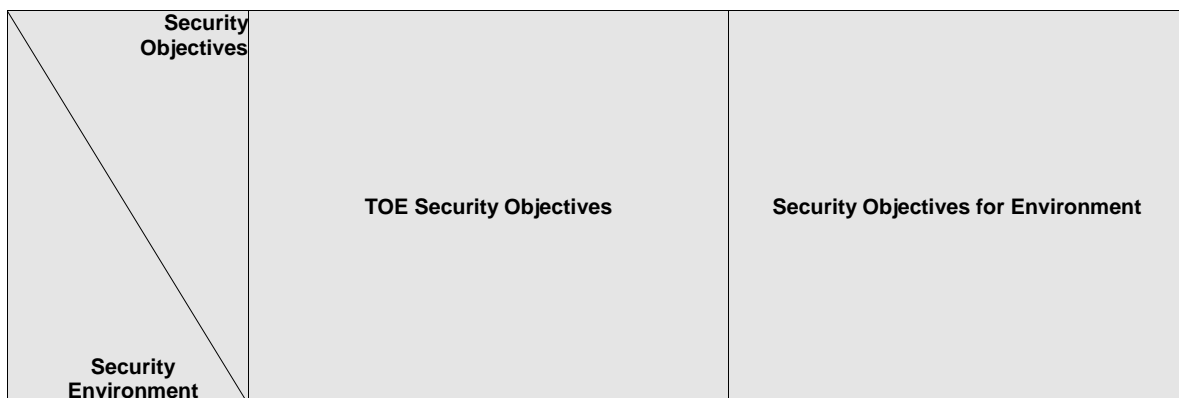 Security
Objectives
TOE Security Objectives
Security Objectives for Environment
Security
Environment